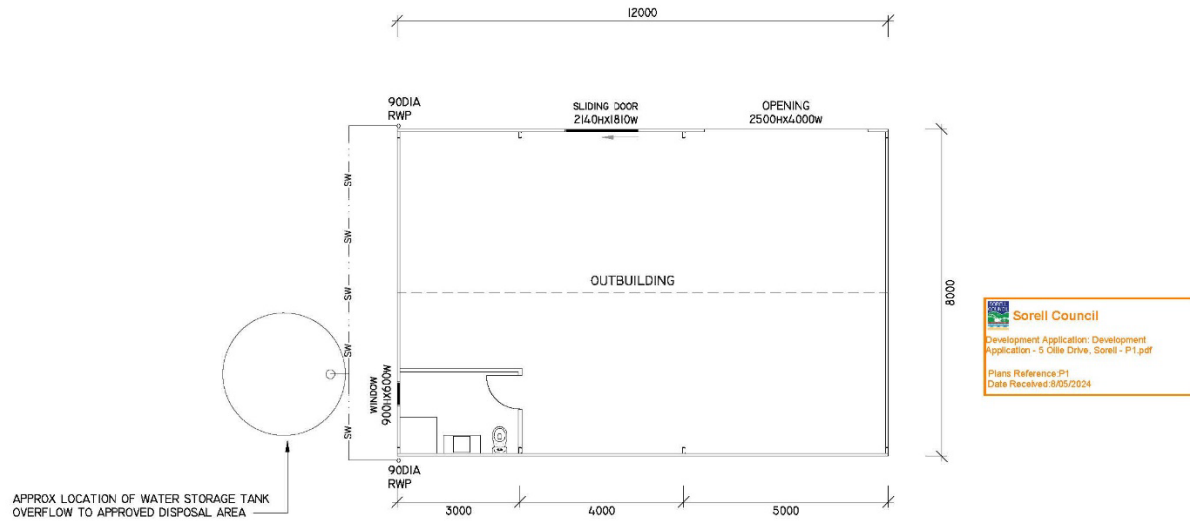 12000
90DIA
RWP
SLIDING DOOR
2140HX1810W
OPENING
2500HX4000W
SW
SW
SW
SW
SW
OUTBUILDING
8000
WINDOW
900HX600W
90DIA
RWP
APPROX LOCATION OF WATER STORAGE TANK
OVERFLOW TO APPROVED DISPOSAL AREA
3000
4000
5000
SORELL
COUNCIL
Sorell Council
Development Application: Development
Application - 5 Ollie Drive, Sorell - P1.pdf
Plans Reference:P1
Date Received:8/05/2024